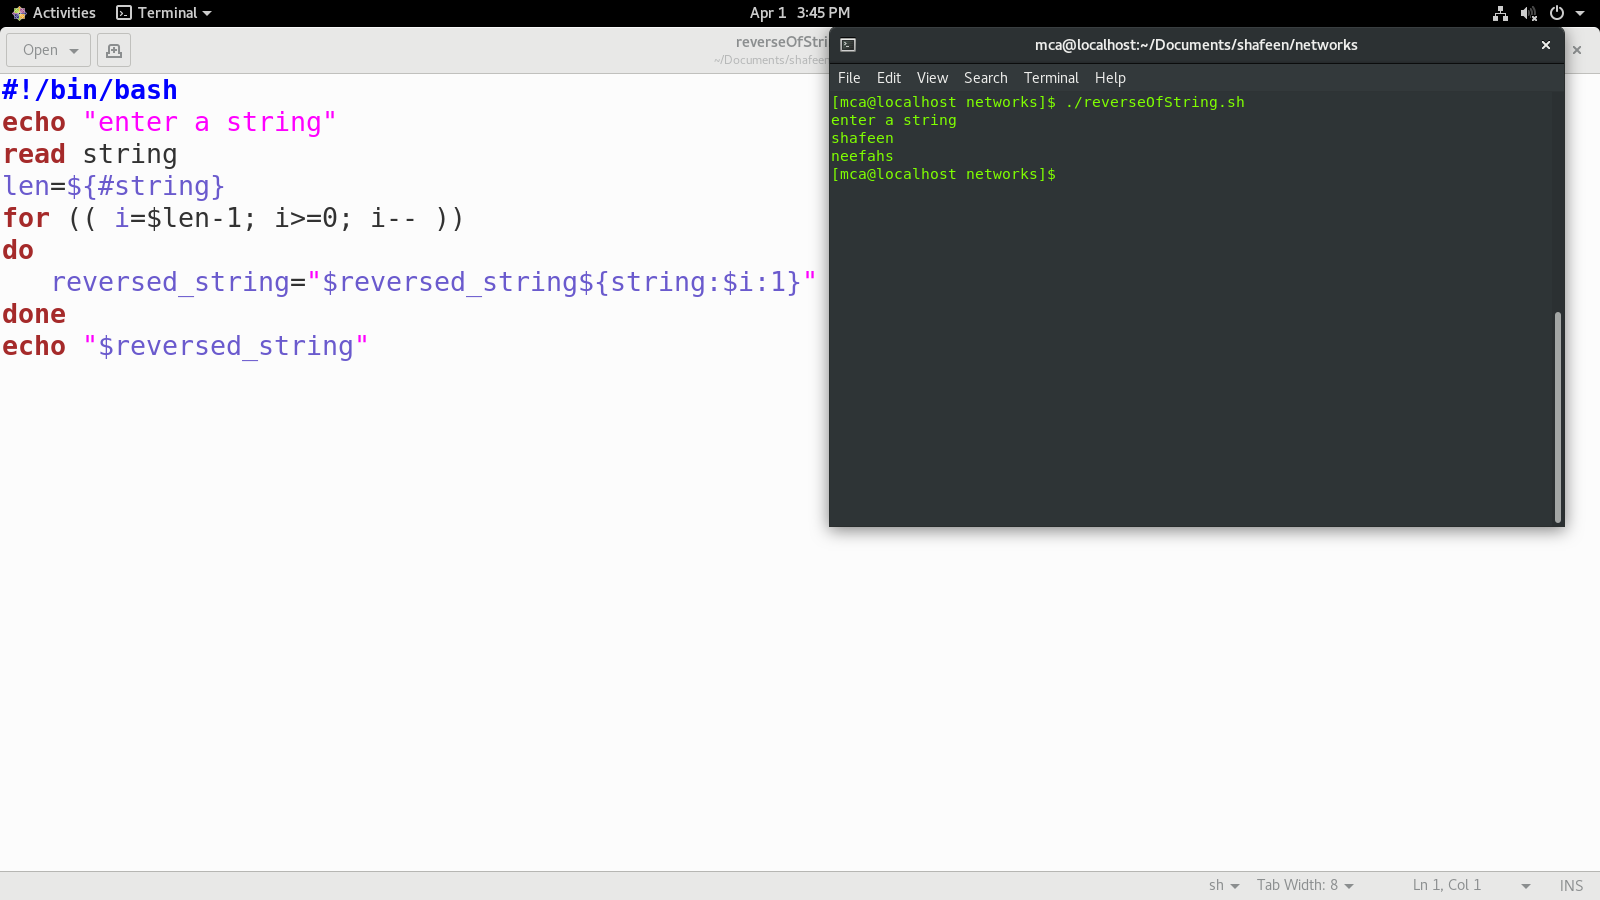 Activities Terminal Apr 1 3:45 PM
Open
reverseOfStri
~/Documents/shafeen
#!/bin/bash
echo "enter a string"
read string
len=${#string}
for (( i=$len-1; i>=0; i-- ))
do
   reversed_string="$reversed_string${string:$i:1}"
done
echo "$reversed_string"
mca@localhost:~/Documents/shafeen/networks
File Edit View Search Terminal Help
[mca@localhost networks]$ ./reverseOfString.sh
enter a string
shafeen
neefahs
[mca@localhost networks]$
sh Tab Width: 8 Ln 1, Col 1 INS